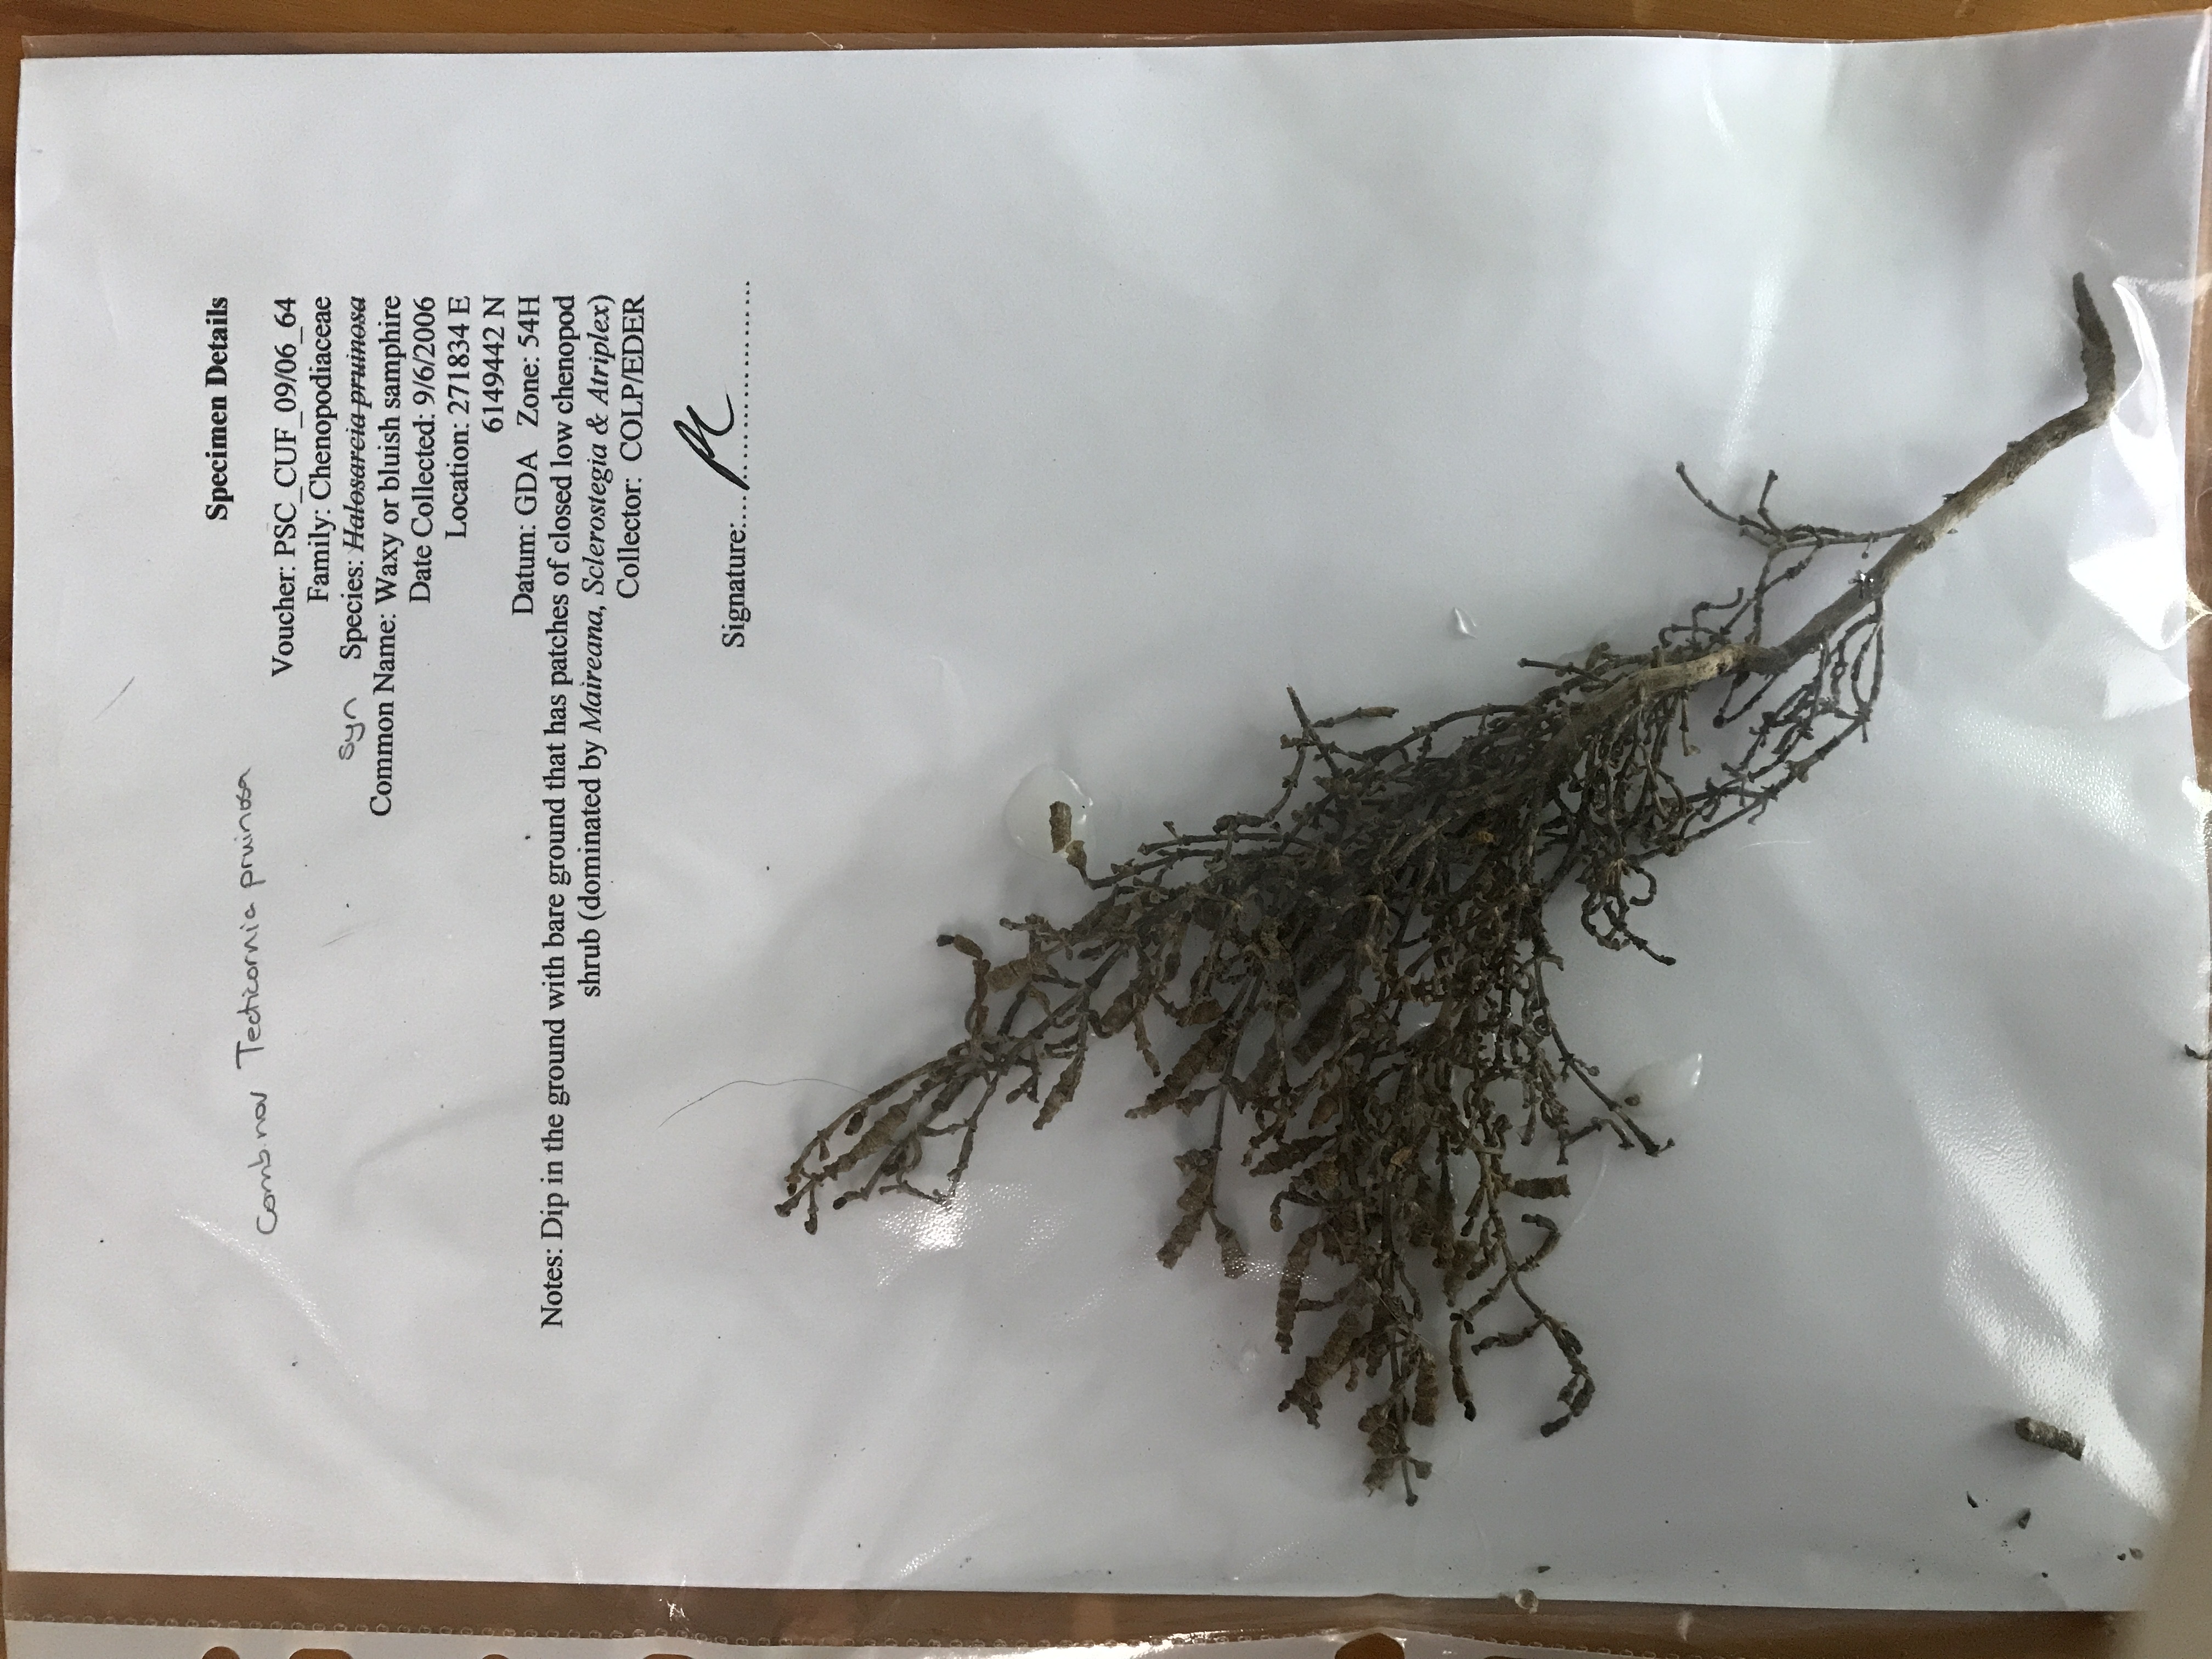 Specimen Details
Comb.nov Tecticornia pruinosa
Voucher: PSC_CUF_09/06_64
Family: Chenopodiaceae
syn Species: Halosarcia pruinosa
Common Name: Waxy or bluish samphire
Date Collected: 9/6/2006
Location: 271834 E
6149442 N
Datum: GDA Zone: 54H
Notes: Dip in the ground with bare ground that has patches of closed low chenopod
shrub (dominated by Maireana, Sclerostegia & Atriplex)
Collector: COLP/EDER
Signature:....................